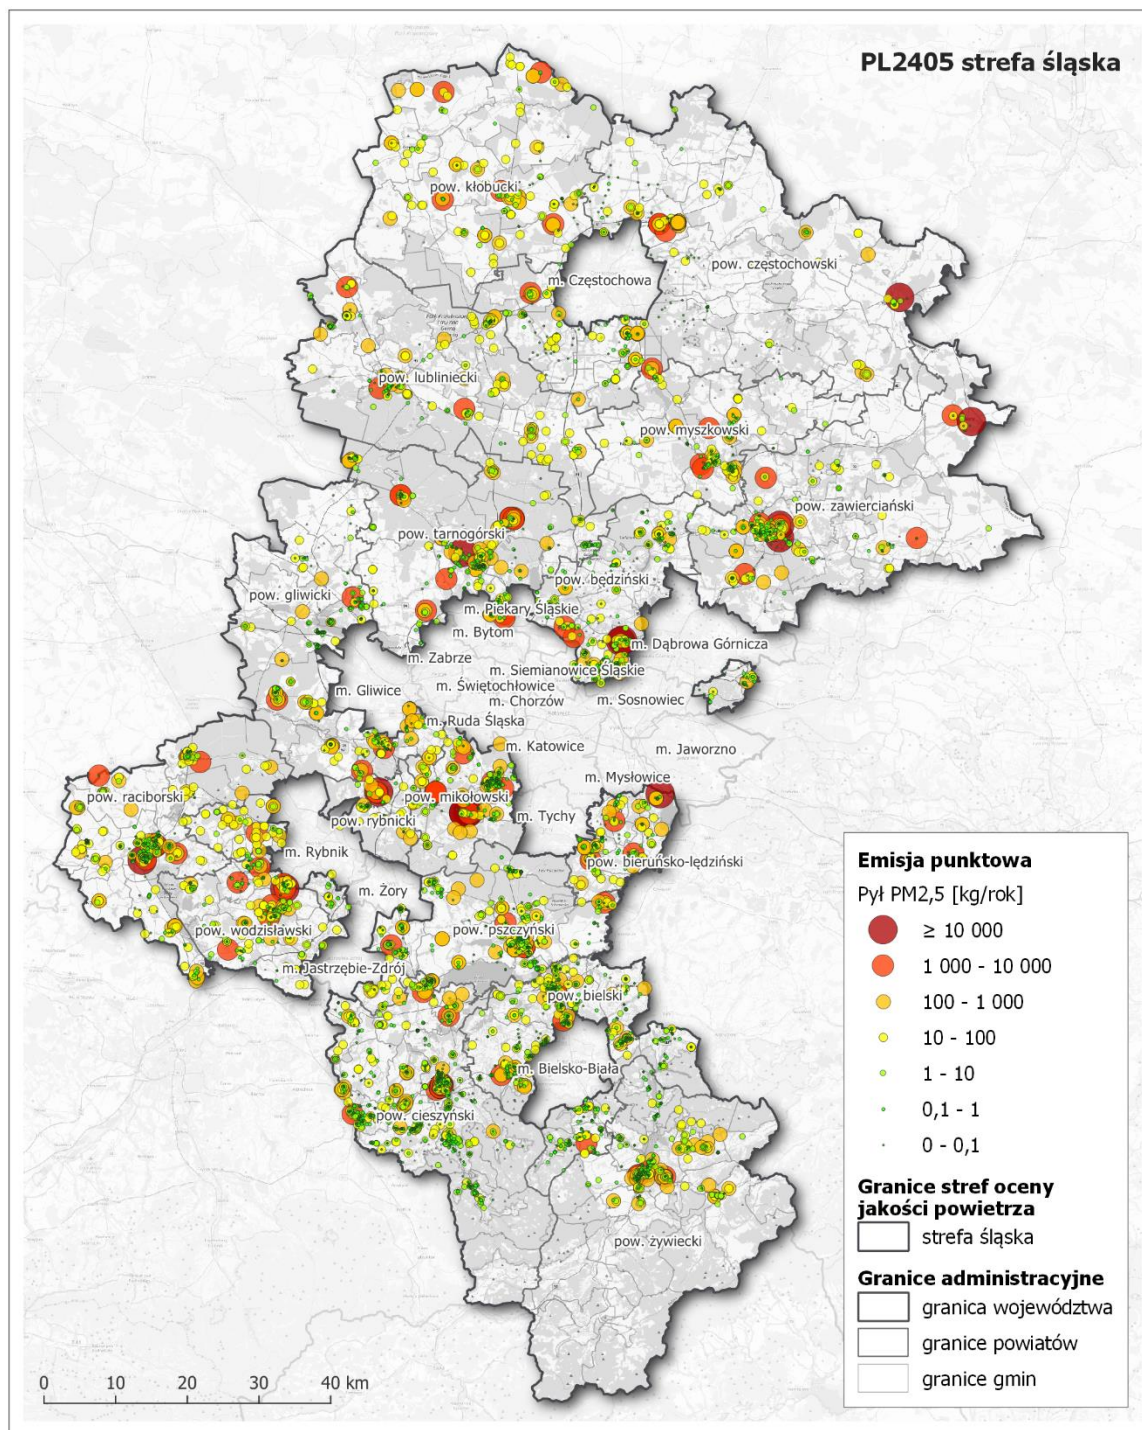 PL2405 strefa śląska
pow. kłobucki
pow. częstochowski
m. Częstochowa
pow. lubliniecki
pow. myszkowski
pow. zawierciański
pow. tarnogórski
pow. będziński
pow. gliwicki
m. Piekary Śląskie
m. Bytom
m. Dąbrowa Górnicza
m. Zabrze
m. Siemianowice Śląskie
m. Gliwice
m. Świętochłowice
m. Chorzów
m. Sosnowiec
m. Ruda Śląska
m. Katowice
m. Jaworzno
m. Mysłowice
pow. raciborski
pow. mikołowski
pow. rybnicki
m. Tychy
m. Rybnik
pow. bieruńsko-lędziński
m. Żory
pow. wodzisławski
pow. pszczyński
m. Jastrzębie-Zdrój
pow. bielski
m. Bielsko-Biała
pow. cieszyński
pow. żywiecki
Emisja punktowa
Pył PM2,5 [kg/rok]
≥ 10 000
1 000 - 10 000
100 - 1 000
10 - 100
1 - 10
0,1 - 1
0 - 0,1
Granice stref oceny
jakości powietrza
strefa śląska
Granice administracyjne
granica województwa
granice powiatów
granice gmin
0 10 20 30 40 km